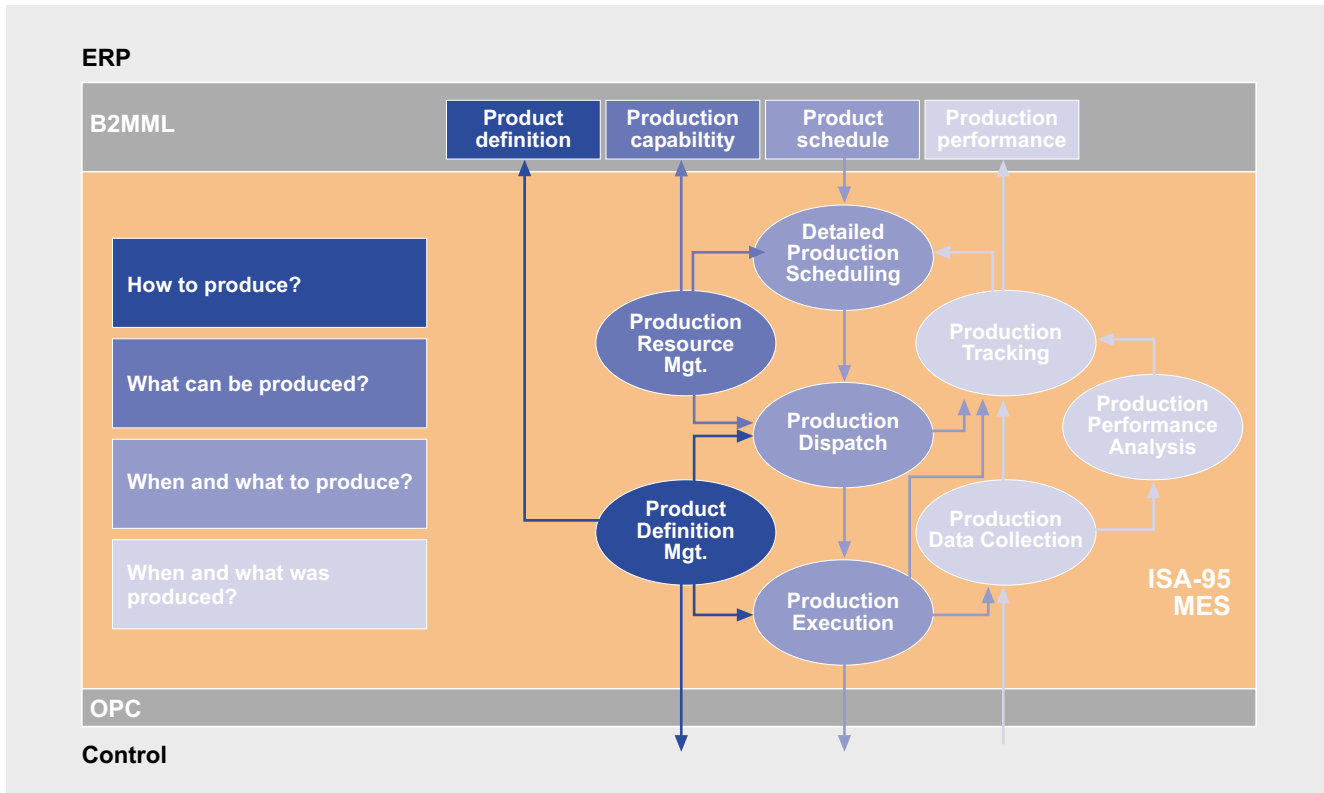 ERP
B2MML
Product
definition
Production
capabiltity
Product
schedule
Production
performance
How to produce?
What can be produced?
When and what to produce?
When and what was
produced?
Detailed
Production
Scheduling
Production
Resource
Mgt.
Production
Tracking
Production
Dispatch
Production
Performance
Analysis
Product
Definition
Mgt.
Production
Data Collection
Production
Execution
ISA-95
MES
OPC
Control